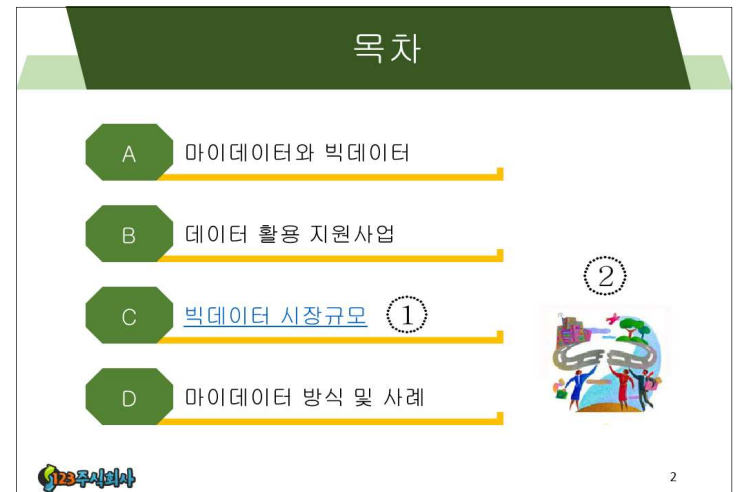 목차
A 마이데이터와 빅데이터
B 데이터 활용 지원사업
②
C 빅데이터 시장규모 ①
D 마이데이터 방식 및 사례
123주식회사
2